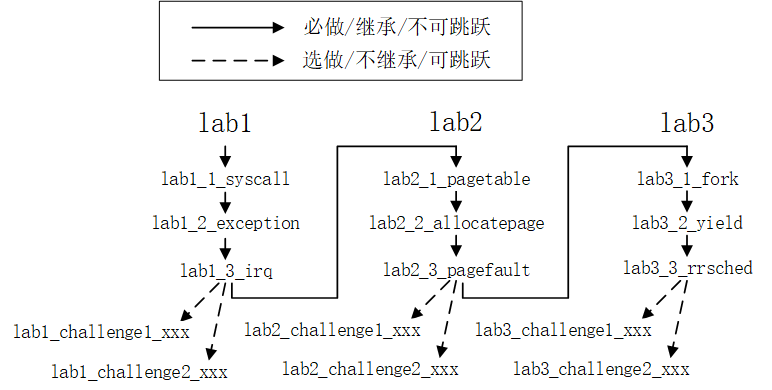 必做/继承/不可跳跃
选做/不继承/可跳跃
lab1
lab2
lab3
lab1_1_syscall
lab2_1_pagetable
lab3_1_fork
lab1_2_exception
lab2_2_allocatepage
lab3_2_yield
lab1_3_irq
lab2_3_pagefault
lab3_3_rrsched
lab1_challenge1_xxx
lab2_challenge1_xxx
lab3_challenge1_xxx
lab1_challenge2_xxx
lab2_challenge2_xxx
lab3_challenge2_xxx